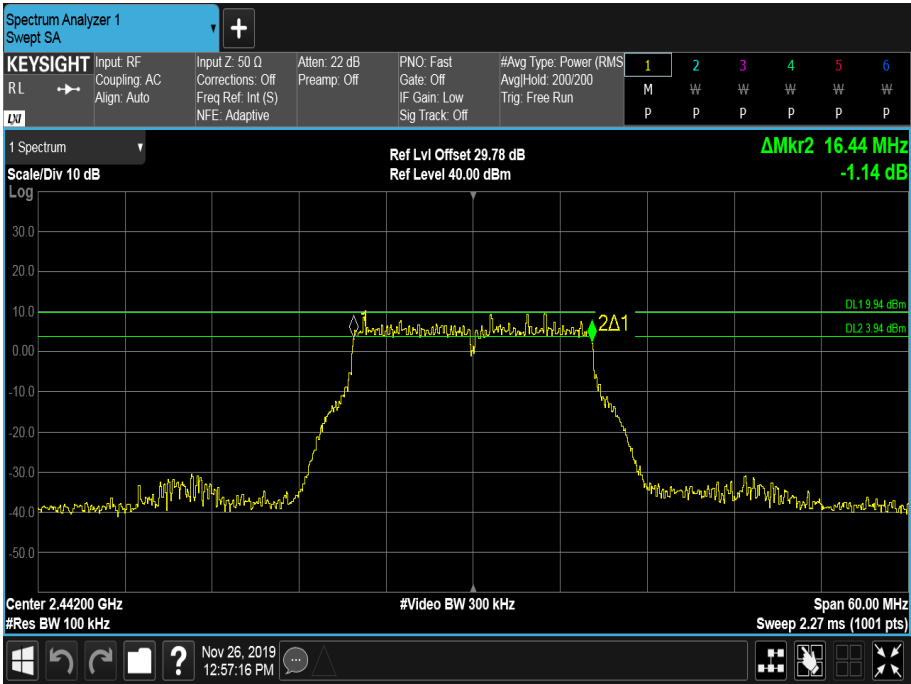 Spectrum Analyzer 1
Swept SA
+
KEYSIGHT
RL
LXI
Input: RF
Coupling: AC
Align: Auto
Input Z: 50 Ω
Corrections: Off
Freq Ref: Int (S)
NFE: Adaptive
Atten: 22 dB
Preamp: Off
PNO: Fast
Gate: Off
IF Gain: Low
Sig Track: Off
#Avg Type: Power (RMS
Avg|Hold: 200/200
Trig: Free Run
1 2 3 4 5 6
M W W W W W
P P P P P P
1 Spectrum
Scale/Div 10 dB
Log
Ref Lvl Offset 29.78 dB
Ref Level 40.00 dBm
ΔMkr2 16.44 MHz
-1.14 dB
30.0
20.0
10.0
0.00
-10.0
-20.0
-30.0
-40.0
-50.0
DL1 9.94 dBm
DL2 3.94 dBm
2Δ1
Center 2.44200 GHz
#Res BW 100 kHz
#Video BW 300 kHz
Span 60.00 MHz
Sweep 2.27 ms (1001 pts)
?
Nov 26, 2019
12:57:16 PM